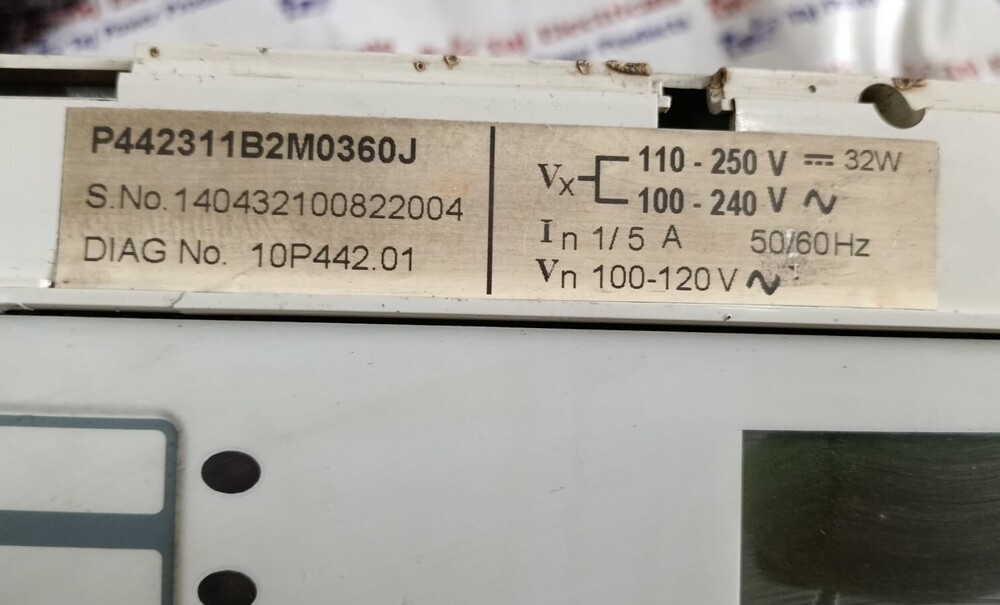 P442311B2M0360J
S.No.140432100822004
DIAG No. 10P442.01
Vx 110 - 250 V ⎓ 32W
100 - 240 V ∿
In 1/5 A 50/60Hz
Vn 100-120 V ∿